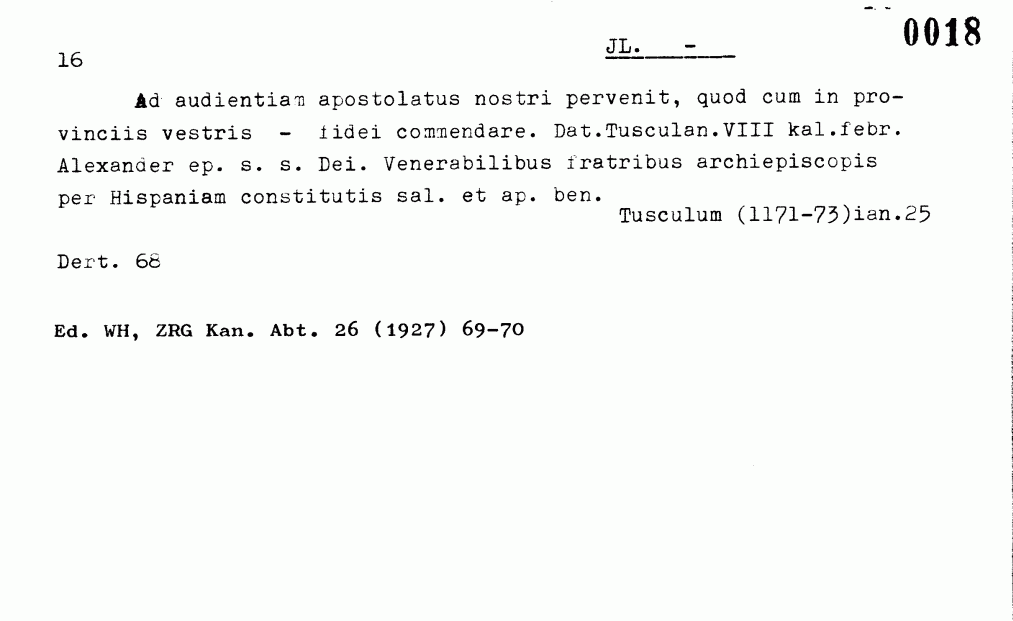 0018
16
JL. -
Ad audientiam apostolatus nostri pervenit, quod cum in pro-
vinciis vestris - fidei commendare. Dat.Tusculan.VIII kal.febr.
Alexander ep. s. s. Dei. Venerabilibus fratribus archiepiscopis
per Hispaniam constitutis sal. et ap. ben.
Tusculum (1171-73)ian.25
Dert. 68
Ed. WH, ZRG Kan. Abt. 26 (1927) 69-70